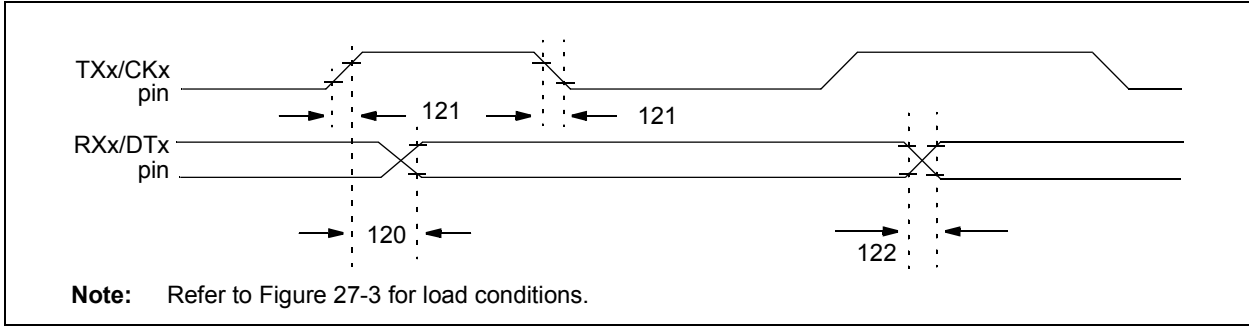 TXx/CKx
pin
121
121
RXx/DTx
pin
120
122
Note: Refer to Figure 27-3 for load conditions.